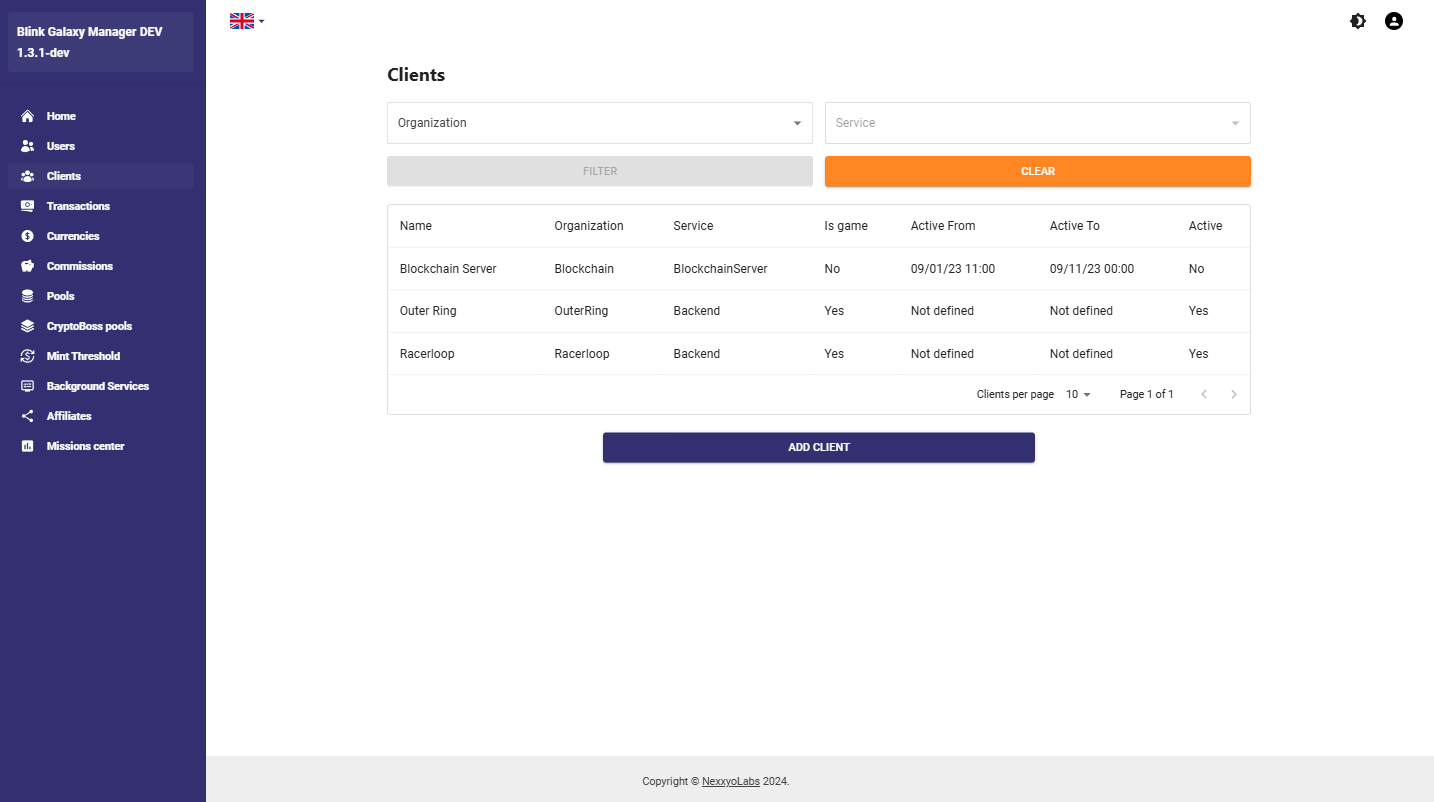 Blink Galaxy Manager DEV
1.3.1-dev
Home
Users
Clients
Transactions
Currencies
Commissions
Pools
CryptoBoss pools
Mint Threshold
Background Services
Affiliates
Missions center
Clients
Organization Service
FILTER CLEAR
Name Organization Service Is game Active From Active To Active
Blockchain Server Blockchain BlockchainServer No 09/01/23 11:00 09/11/23 00:00 No
Outer Ring OuterRing Backend Yes Not defined Not defined Yes
Racerloop Racerloop Backend Yes Not defined Not defined Yes
Clients per page 10 Page 1 of 1
ADD CLIENT
Copyright © NexxyoLabs 2024.